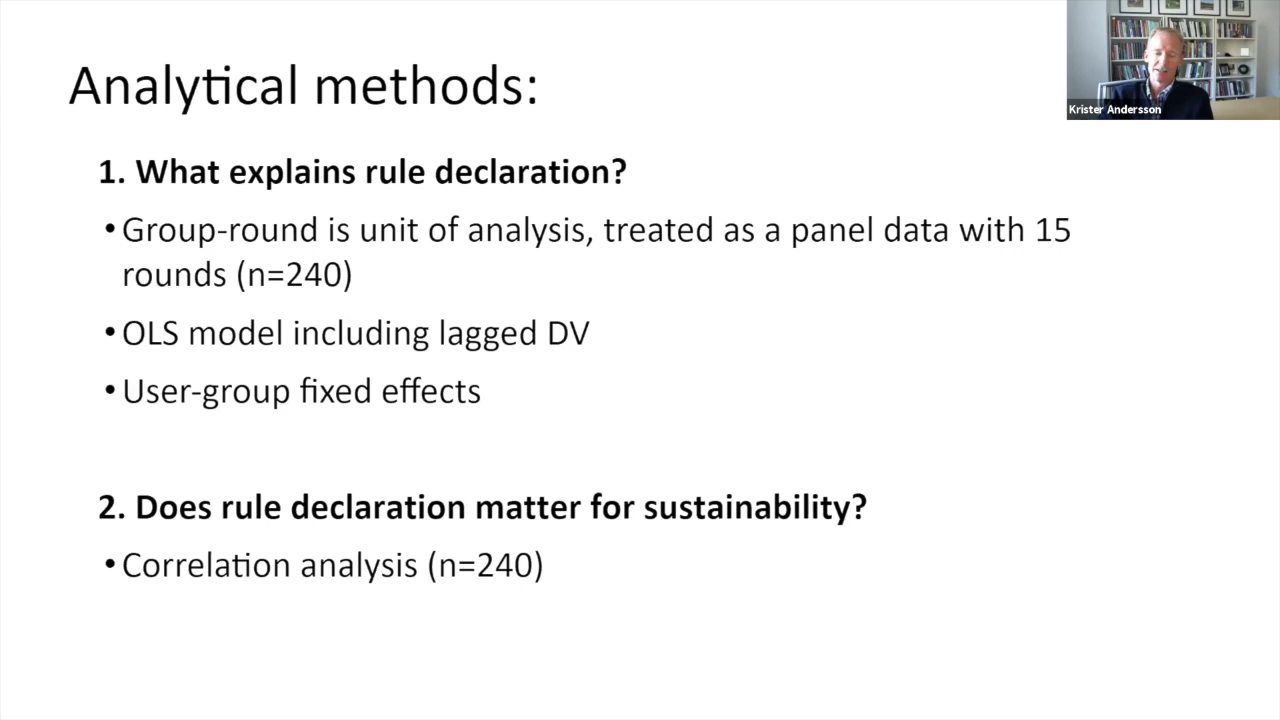 Analytical methods:
Krister Andersson
1. What explains rule declaration?
•Group-round is unit of analysis, treated as a panel data with 15
rounds (n=240)
•OLS model including lagged DV
•User-group fixed effects
2. Does rule declaration matter for sustainability?
•Correlation analysis (n=240)